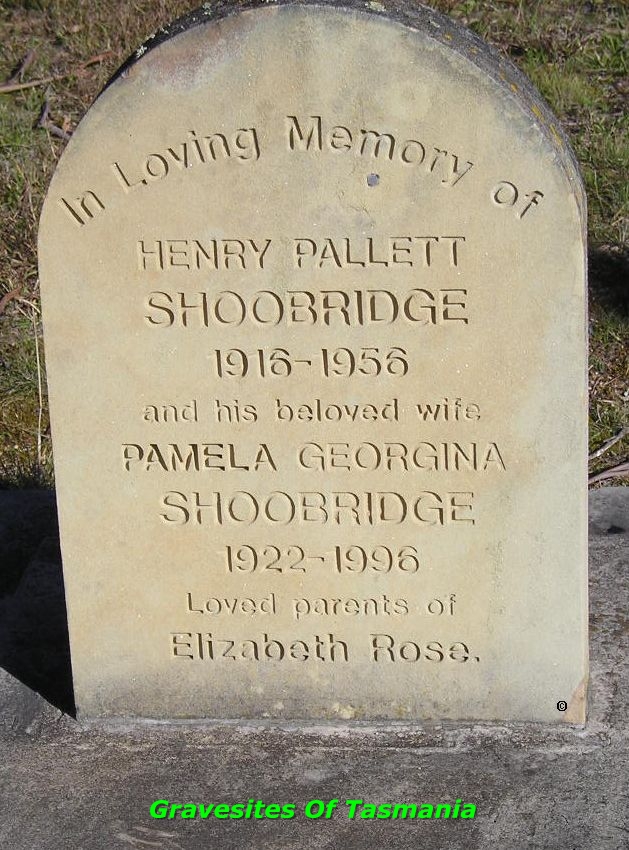 In Loving Memory of
HENRY PALLETT
SHOOBRIDGE
1916-1956
and his beloved wife
PAMELA GEORGINA
SHOOBRIDGE
1922-1996
Loved parents of
Elizabeth Rose.
©
Gravesites Of Tasmania